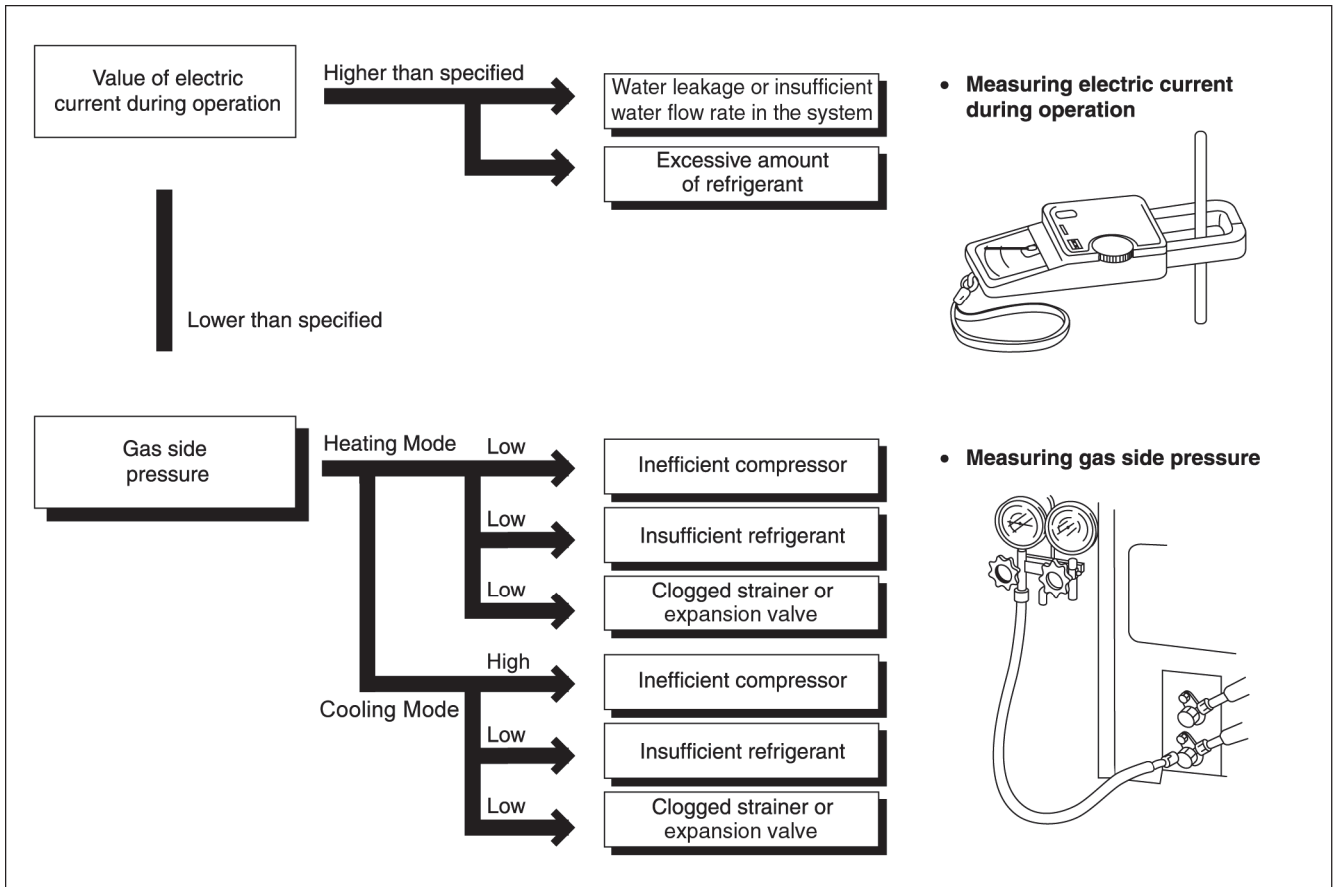 Value of electric
current during operation
Higher than specified
Water leakage or insufficient
water flow rate in the system
Excessive amount
of refrigerant
• Measuring electric current
during operation
Lower than specified
Gas side
pressure
Heating Mode
Low
Inefficient compressor
Low
Insufficient refrigerant
Low
Clogged strainer or
expansion valve
Cooling Mode
High
Inefficient compressor
Low
Insufficient refrigerant
Low
Clogged strainer or
expansion valve
• Measuring gas side pressure